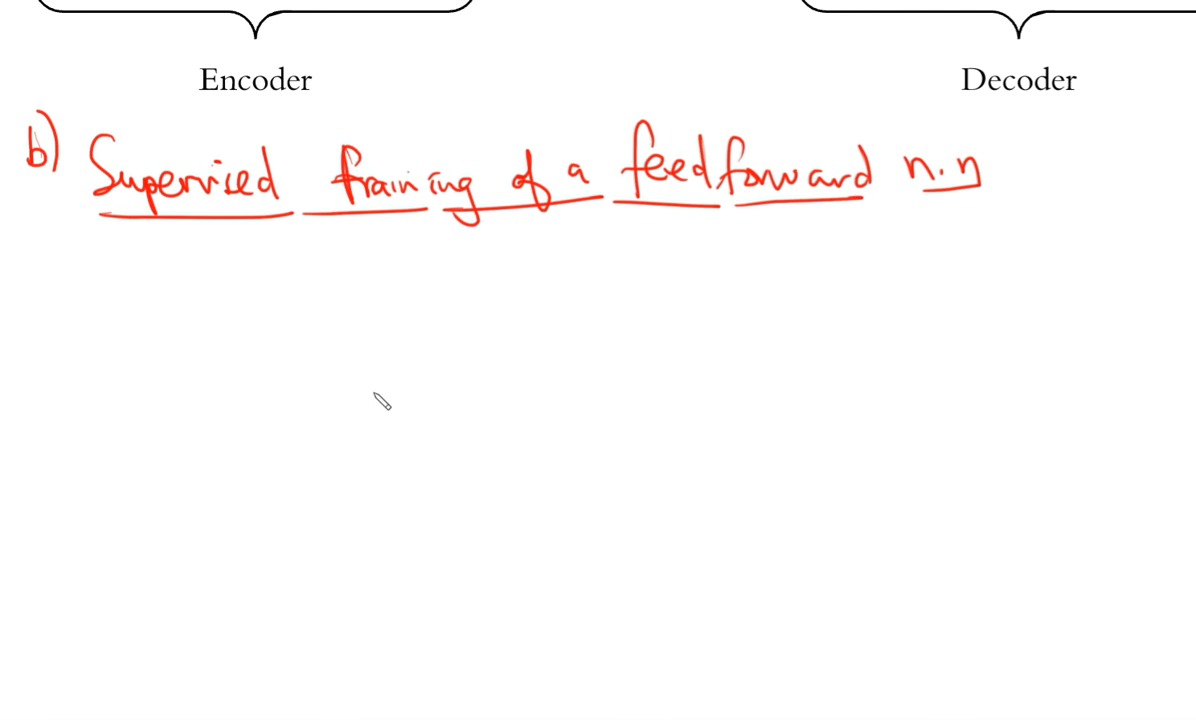 Encoder Decoder
b) Supervised training of a feedforward n.n